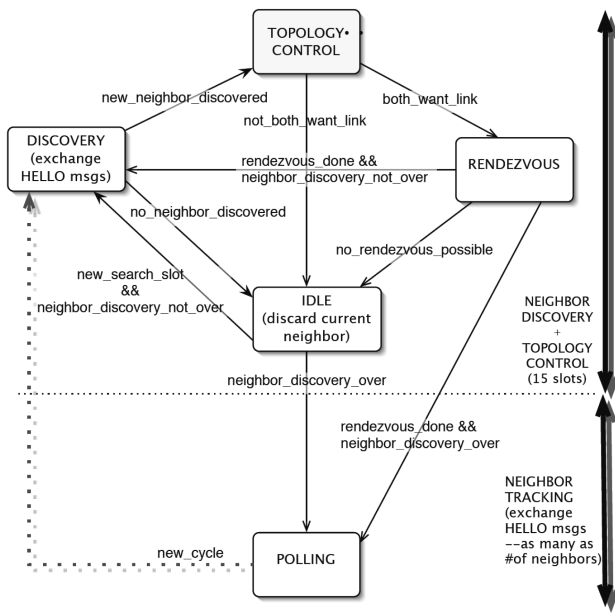 TOPOLOGY
CONTROL
new_neighbor_discovered
both_want_link
not_both_want_link
DISCOVERY
(exchange
HELLO msgs)
rendezvous_done &&
neighbor_discovery_not_over
RENDEZVOUS
no_neighbor_discovered
no_rendezvous_possible
new_search_slot
&&
neighbor_discovery_not_over
IDLE
(discard current
neighbor)
NEIGHBOR
DISCOVERY
+
TOPOLOGY
CONTROL
(15 slots)
neighbor_discovery_over
rendezvous_done &&
neighbor_discovery_over
NEIGHBOR
TRACKING
(exchange
HELLO msgs
--as many as
#of neighbors)
new_cycle
POLLING